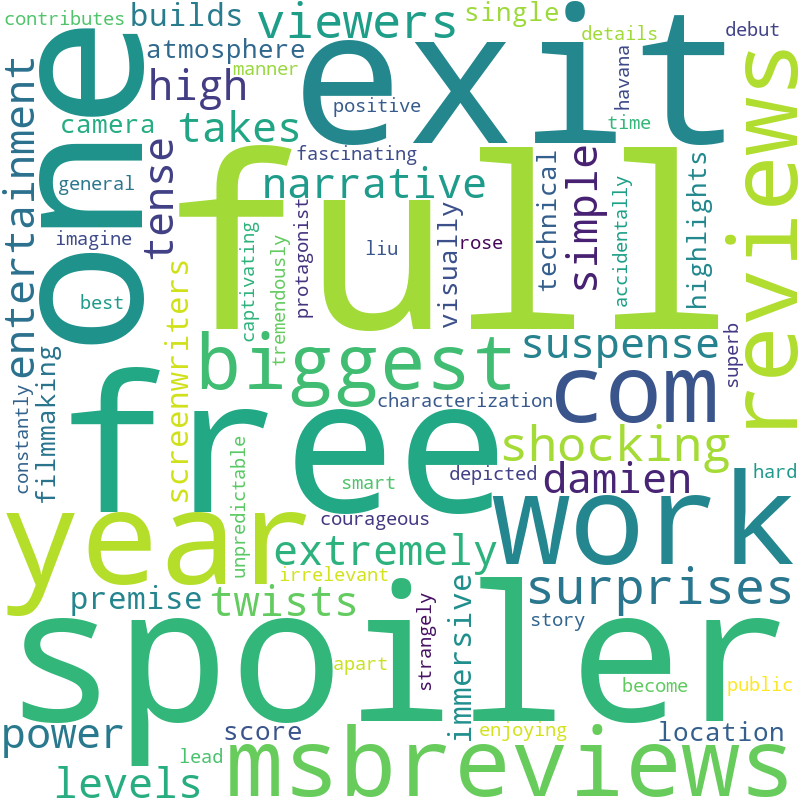 contributes
builds
viewers
single
details
debut
atmosphere
manner
high
positive
exit
havana
reviews
one
camera
takes
time
entertainment
tense
fascinating
general
narrative
full
technical
simple
accidentally
highlights
imagine
protagonist
captivating
tremendously
liu
visually
rose
best
screenwriters
biggest
suspense
superb
constantly
filmmaking
free
characterization
com
shocking
unpredictable
smart
depicted
damien
hard
year
courageous
work
extremely
irrelevant
surprises
premise
twists
strangely
immersive
story
spoiler
apart
become
public
power
score
enjoying
location
lead
levels
msbreviews